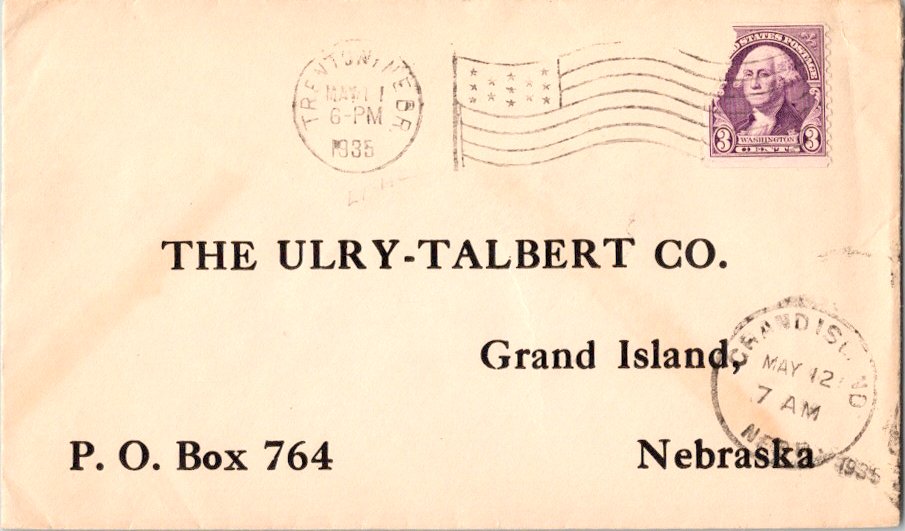 TRENTON, NEBR.
MAY 11
6-PM
1935
UNITED STATES POSTAGE
3 WASHINGTON 3
CENTS
THE ULRY-TALBERT CO.
Grand Island,
P. O. Box 764
Nebraska
GRAND ISLAND
MAY 12
7 AM
NEBR.
1935